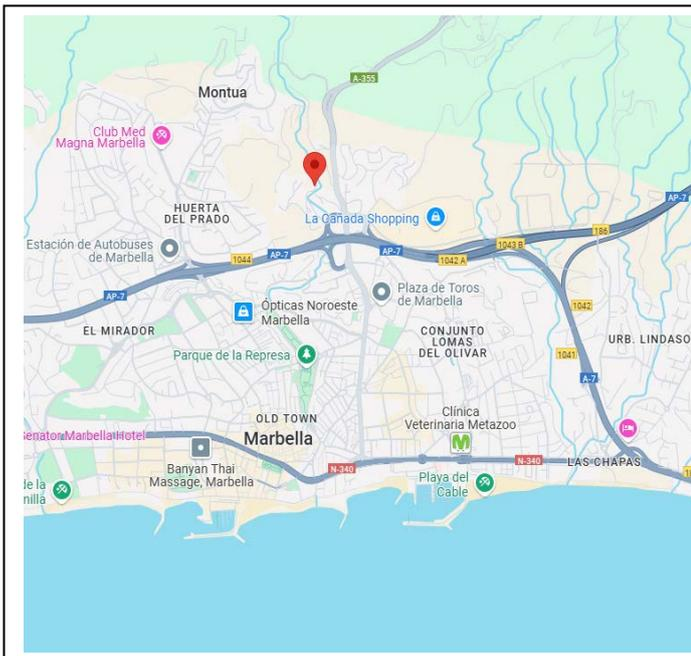 A-355
Montua
Club Med
Magna Marbella
HUERTA
DEL PRADO
La Cañada Shopping
AP-7
186
Estación de Autobuses
de Marbella
1044
AP-7
AP-7
1043 B
1042 A
AP-7
Plaza de Toros
de Marbella
1042
Ópticas Noroeste
Marbella
EL MIRADOR
CONJUNTO
LOMAS
DEL OLIVAR
URB. LINDASO
Parque de la Represa
1041
A-7
OLD TOWN
Clínica
Veterinaria Metazoo
Senator Marbella Hotel
Marbella
Banyan Thai
Massage, Marbella
N-340
N-340
LAS CHAPAS
Playa del
Cable
de la
nilla